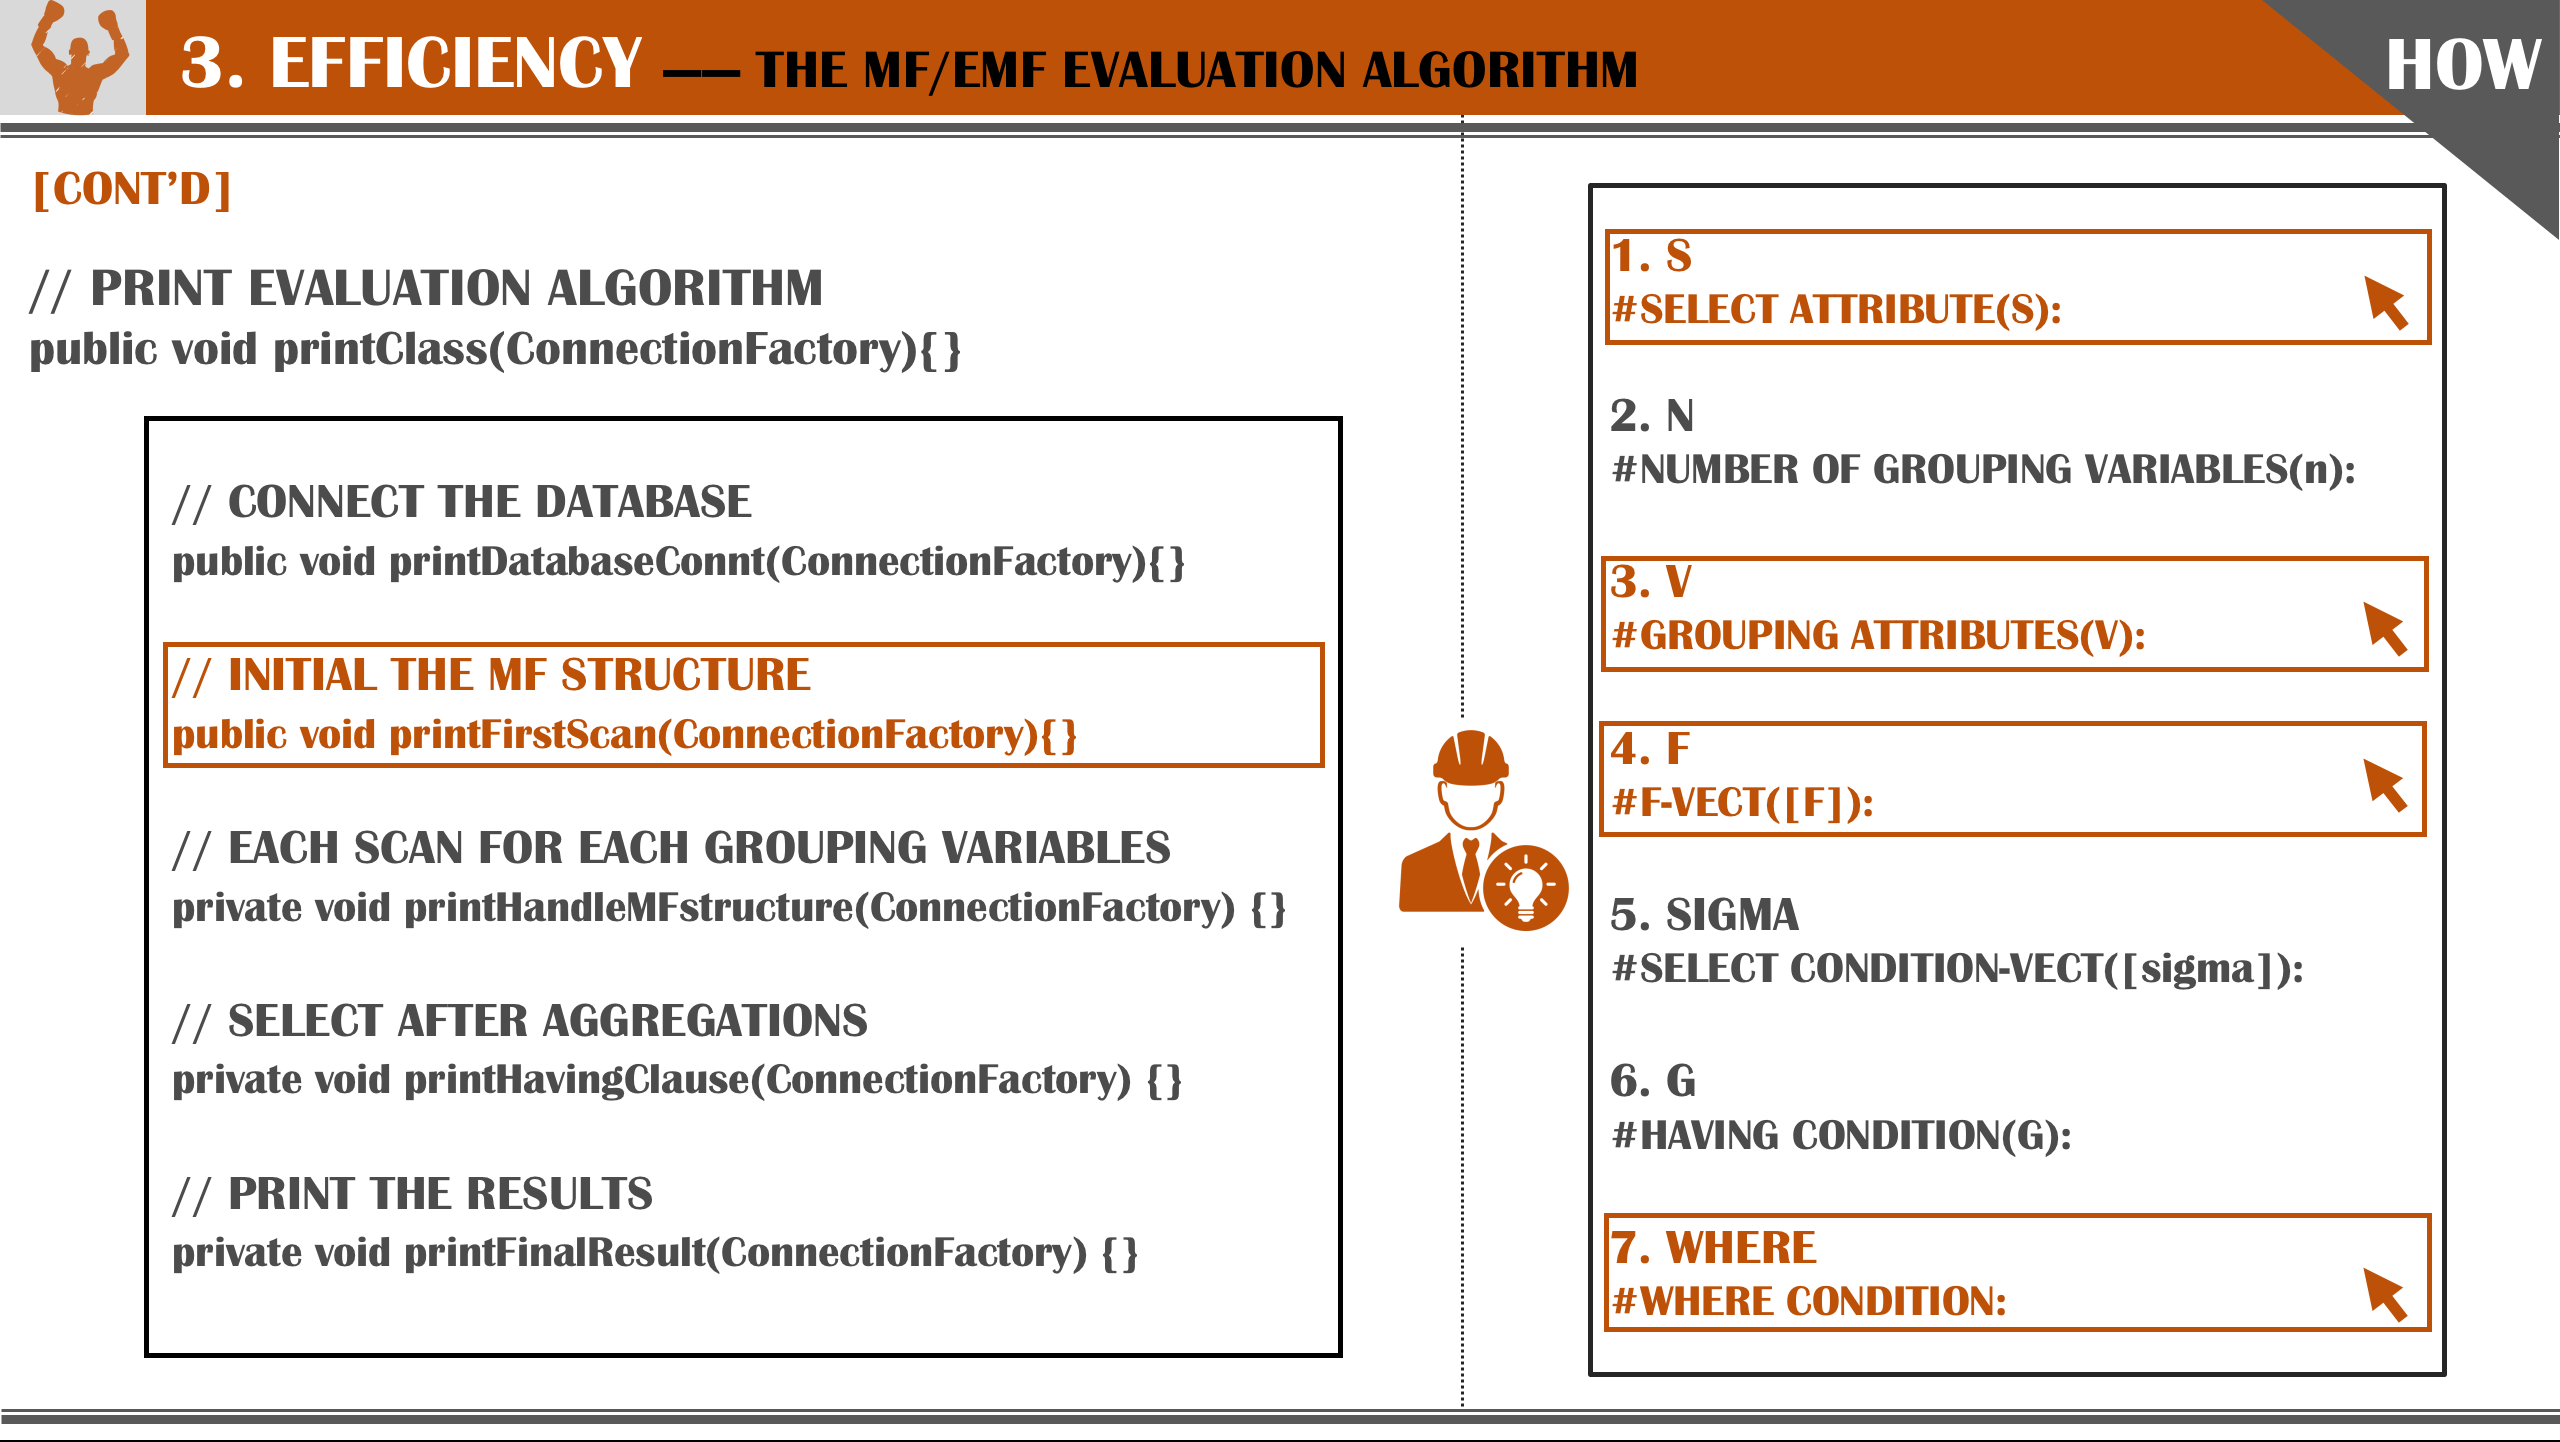 3. EFFICIENCY —— THE MF/EMF EVALUATION ALGORITHM
HOW
[CONT’D]
// PRINT EVALUATION ALGORITHM
public void printClass(ConnectionFactory){}
// CONNECT THE DATABASE
public void printDatabaseConnt(ConnectionFactory){}
// INITIAL THE MF STRUCTURE
public void printFirstScan(ConnectionFactory){}
// EACH SCAN FOR EACH GROUPING VARIABLES
private void printHandleMFstructure(ConnectionFactory) {}
// SELECT AFTER AGGREGATIONS
private void printHavingClause(ConnectionFactory) {}
// PRINT THE RESULTS
private void printFinalResult(ConnectionFactory) {}
1. S
#SELECT ATTRIBUTE(S):
2. N
#NUMBER OF GROUPING VARIABLES(n):
3. V
#GROUPING ATTRIBUTES(V):
4. F
#F-VECT([F]):
5. SIGMA
#SELECT CONDITION-VECT([sigma]):
6. G
#HAVING CONDITION(G):
7. WHERE
#WHERE CONDITION: